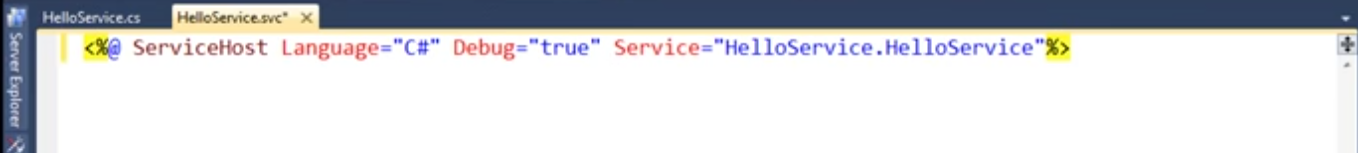 HelloService.cs HelloService.svc*
<%@ ServiceHost Language="C#" Debug="true" Service="HelloService.HelloService"%>
Server Explorer